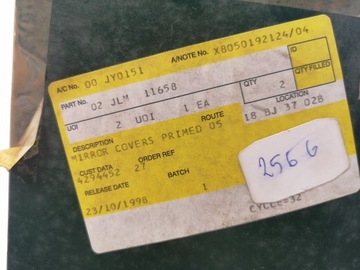 A/C No. 00 JY0151 A/NOTE No. X8050192124/04
PART No. 02 JLM 11658 ID
UOI 2 UOI 1 EA QTY 2 QTY FILLED
DESCRIPTION ROUTE LOCATION
MIRROR COVERS PRIMED 05 18 BJ 37 028
CUST DATA ORDER REF
4294452 27
RELEASE DATE BATCH
23/10/1998 1
2566
CYCLE=32